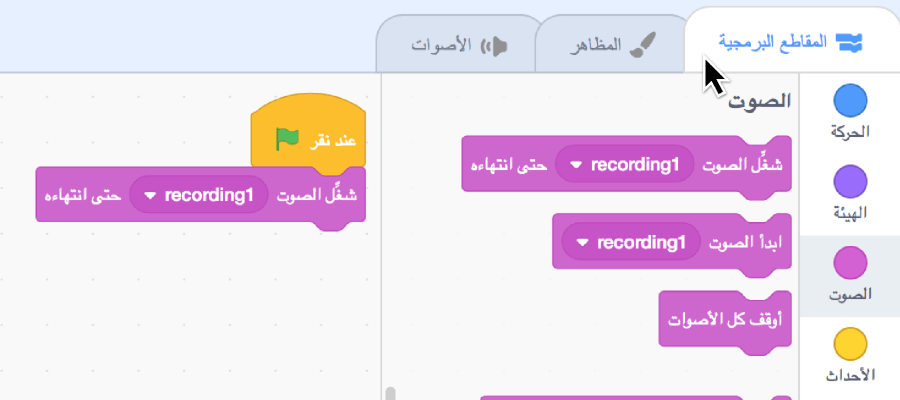 المقاطع البرمجية
المظاهر
الأصوات
الحركة
الهيئة
الصوت
الأحداث
الصوت
شغِّل الصوت recording1 حتى انتهاءه
ابدأ الصوت recording1
أوقف كل الأصوات
عند نقر
شغِّل الصوت recording1 حتى انتهاءه